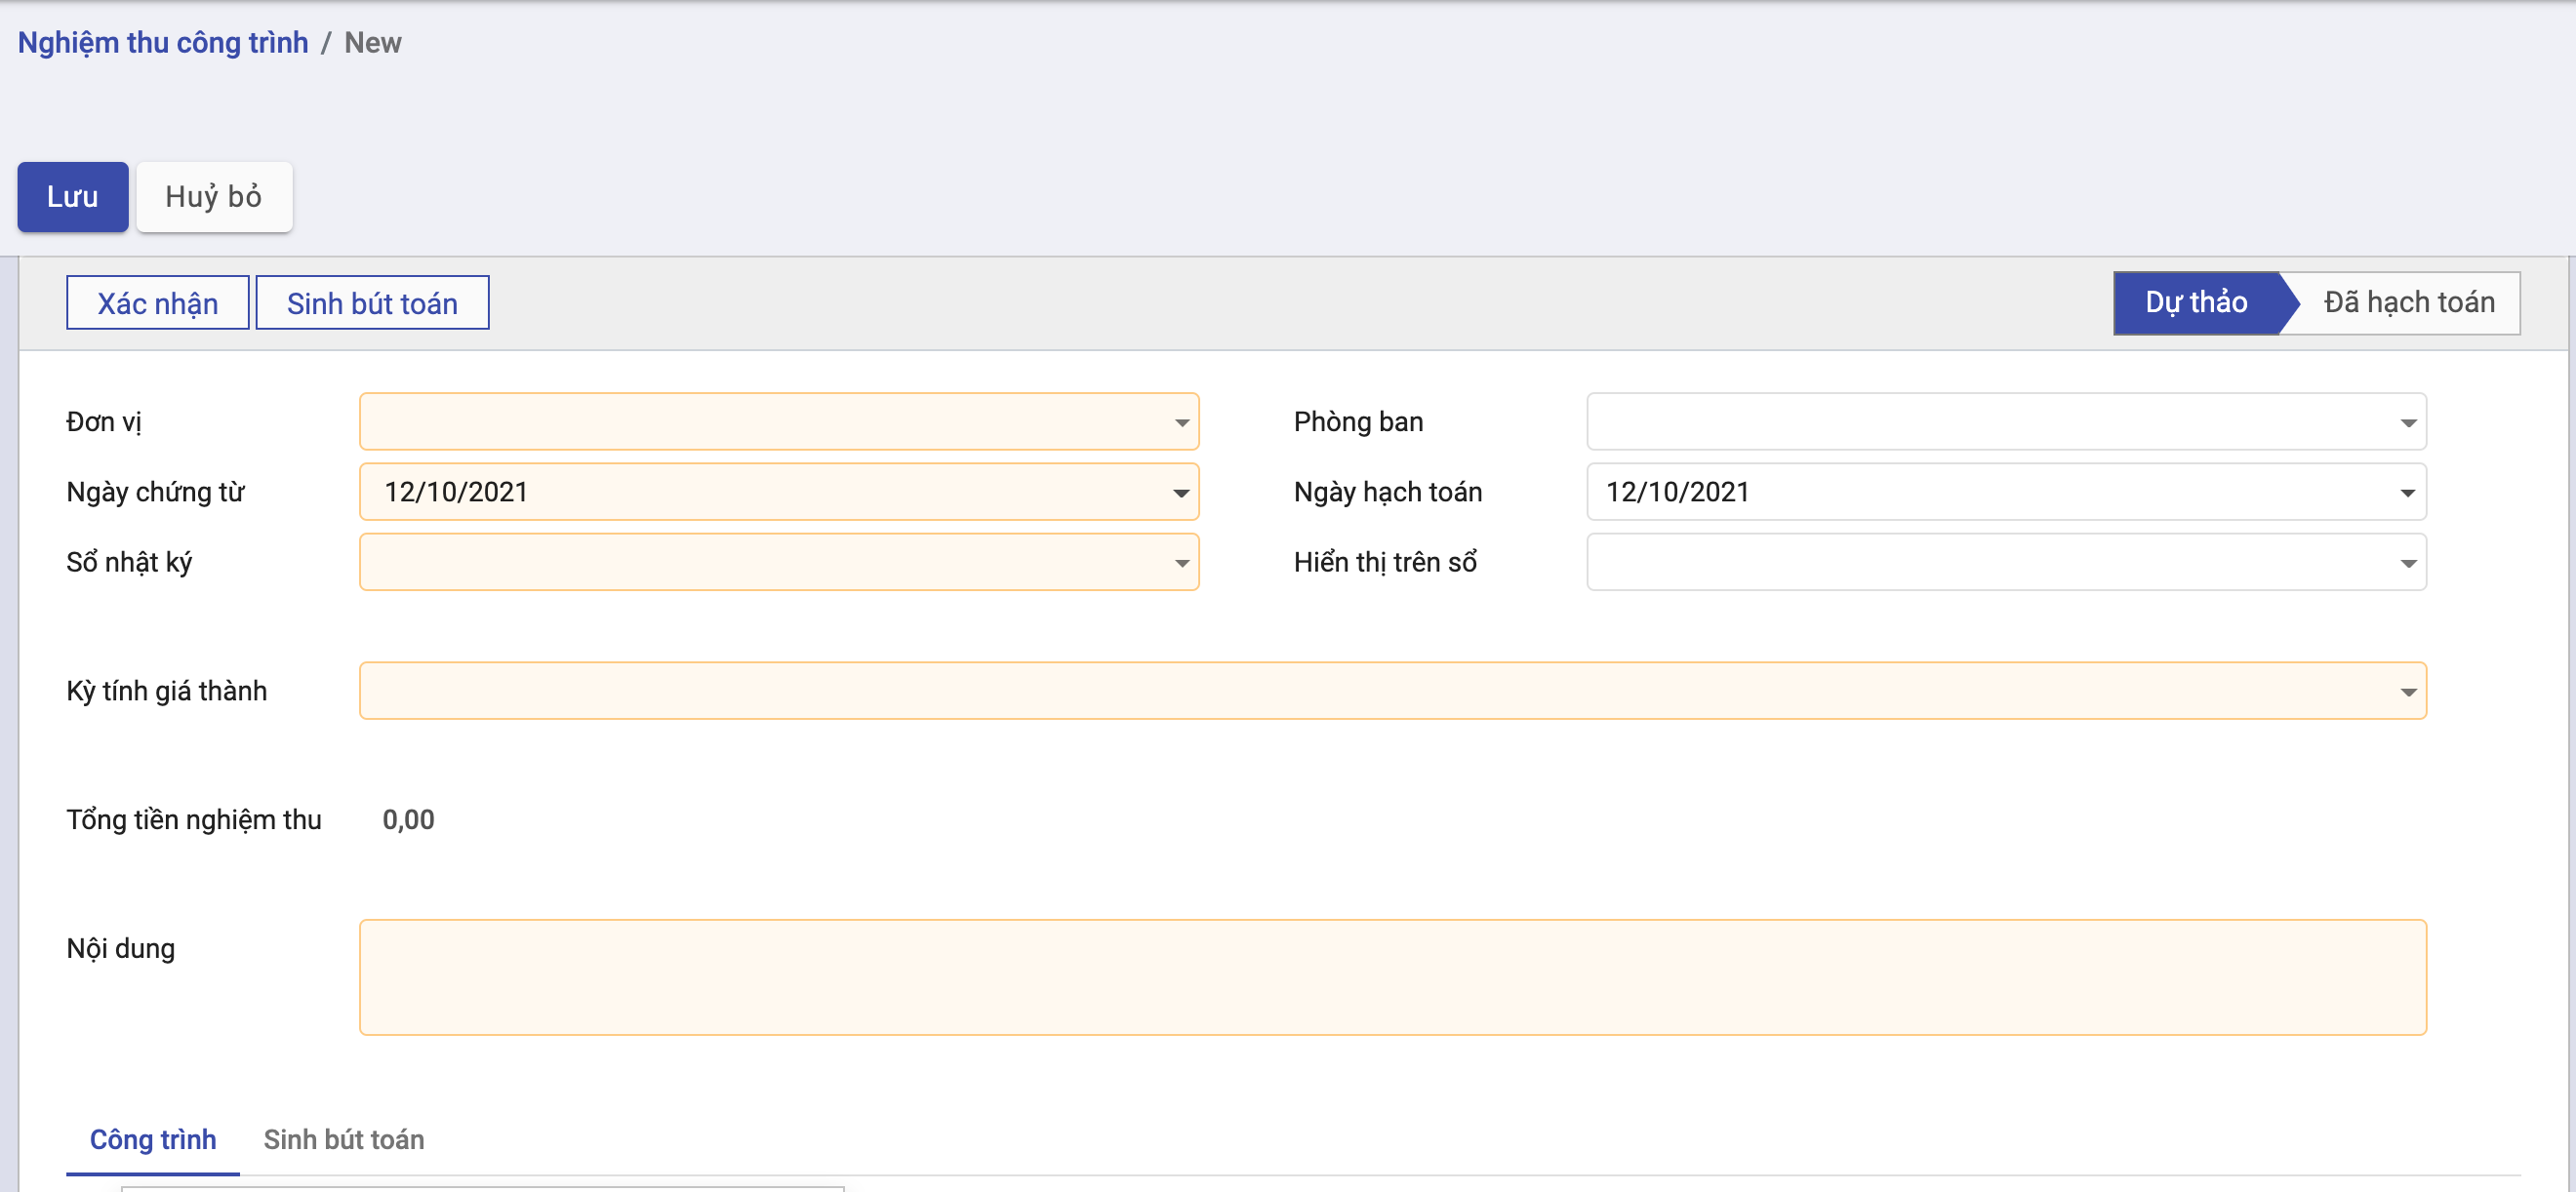 Nghiệm thu công trình / New
Lưu Huỷ bỏ
Xác nhận Sinh bút toán Dự thảo Đã hạch toán
Đơn vị Phòng ban
Ngày chứng từ 12/10/2021 Ngày hạch toán 12/10/2021
Sổ nhật ký Hiển thị trên sổ
Kỳ tính giá thành
Tổng tiền nghiệm thu 0,00
Nội dung
Công trình Sinh bút toán